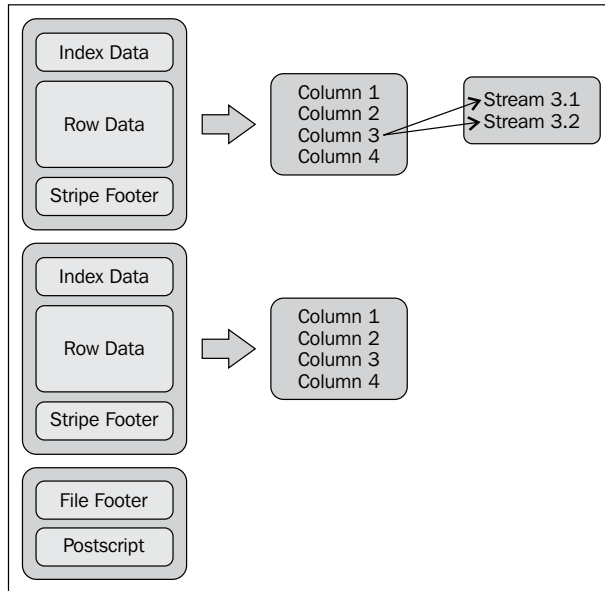 Index Data
Row Data
Stripe Footer
Column 1
Column 2
Column 3
Column 4
Stream 3.1
Stream 3.2
Index Data
Row Data
Stripe Footer
Column 1
Column 2
Column 3
Column 4
File Footer
Postscript